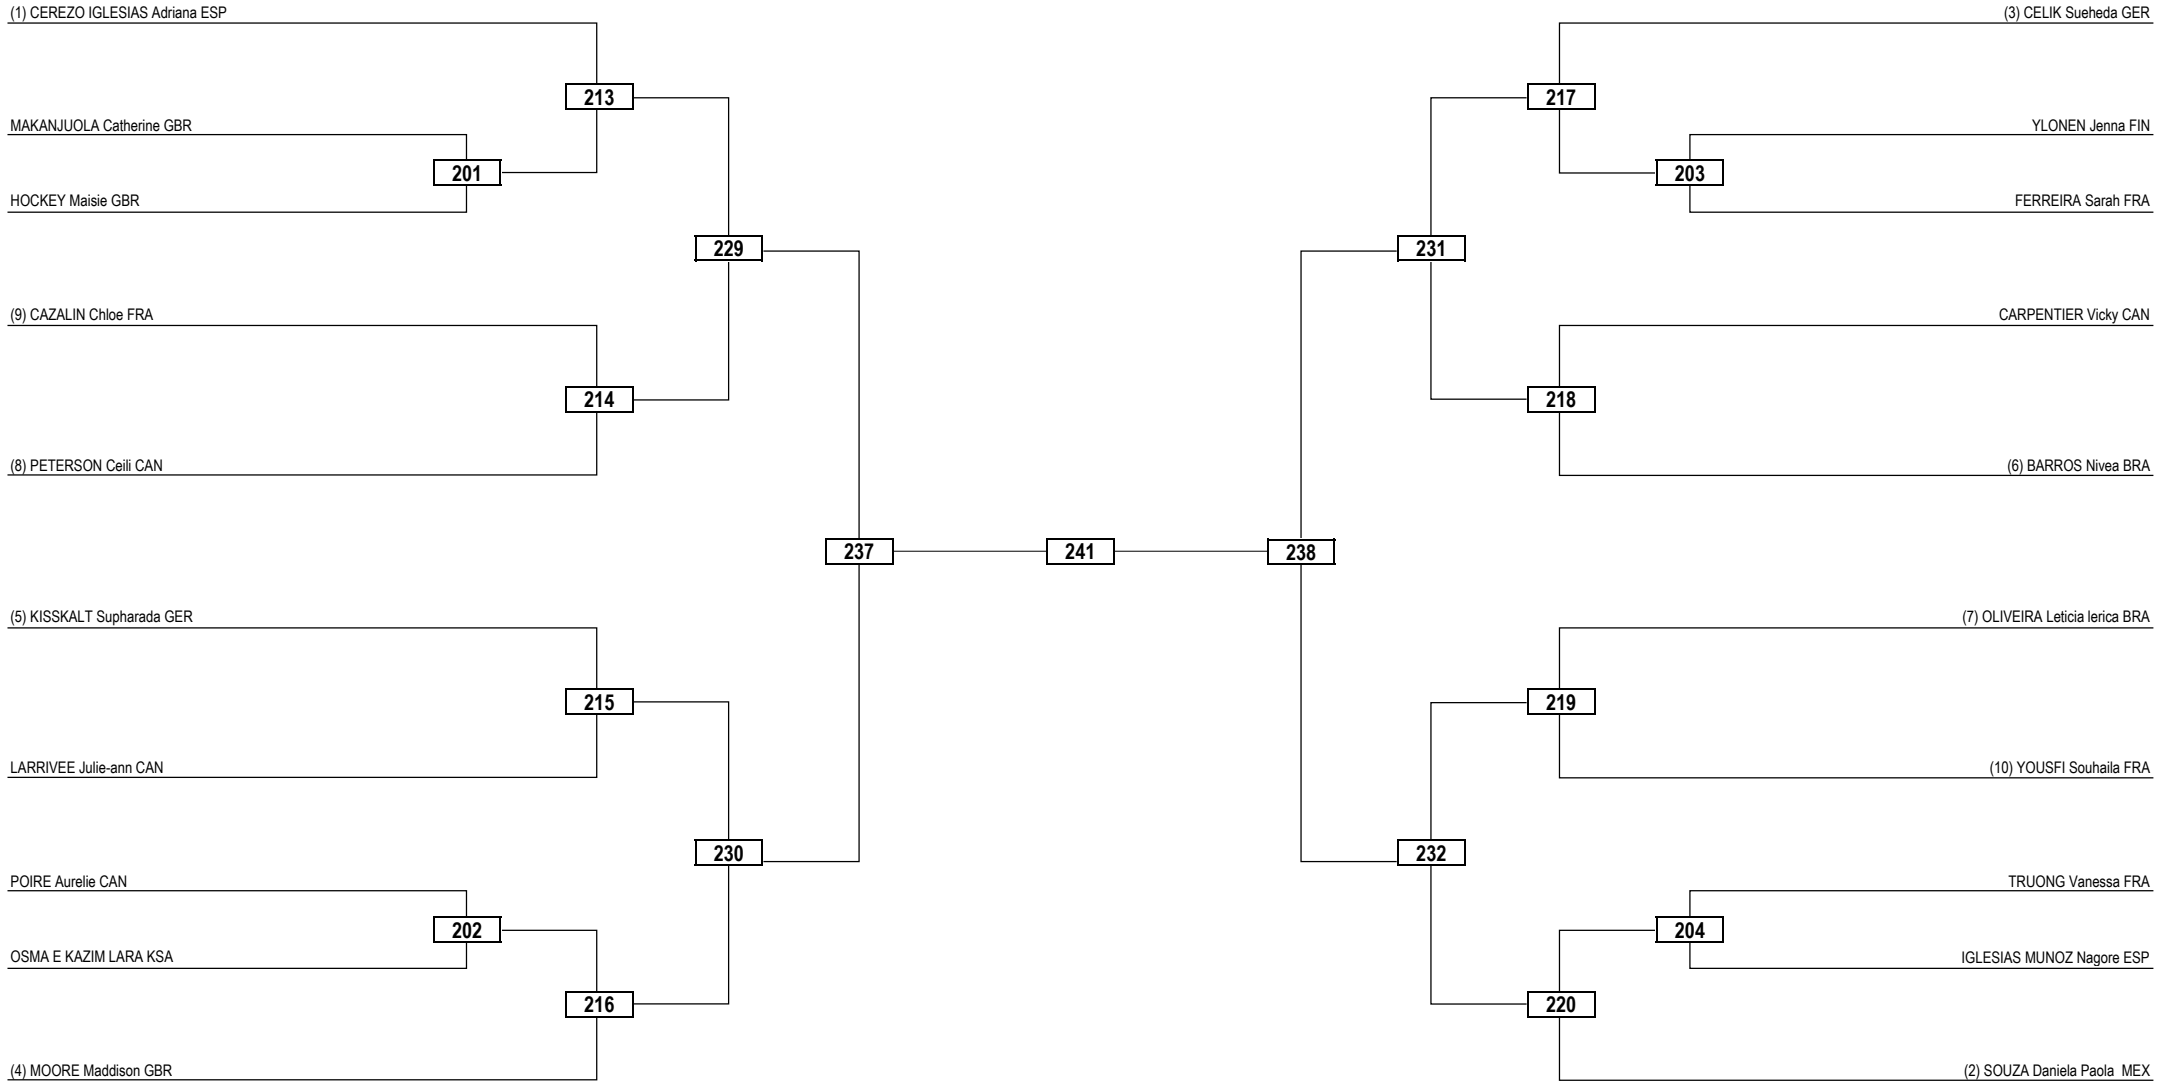 (1) CEREZO IGLESIAS Adriana ESP
(3) CELIK Sueheda GER
213
217
MAKANJUOLA Catherine GBR
YLONEN Jenna FIN
201
203
HOCKEY Maisie GBR
FERREIRA Sarah FRA
229
231
(9) CAZALIN Chloe FRA
CARPENTIER Vicky CAN
214
218
(8) PETERSON Ceili CAN
(6) BARROS Nivea BRA
237
241
238
(5) KISSKALT Supharada GER
(7) OLIVEIRA Leticia Ierica BRA
215
219
LARRIVEE Julie-ann CAN
(10) YOUSFI Souhaila FRA
230
232
POIRE Aurelie CAN
TRUONG Vanessa FRA
202
204
OSMA E KAZIM LARA KSA
IGLESIAS MUNOZ Nagore ESP
216
220
(4) MOORE Maddison GBR
(2) SOUZA Daniela Paola MEX